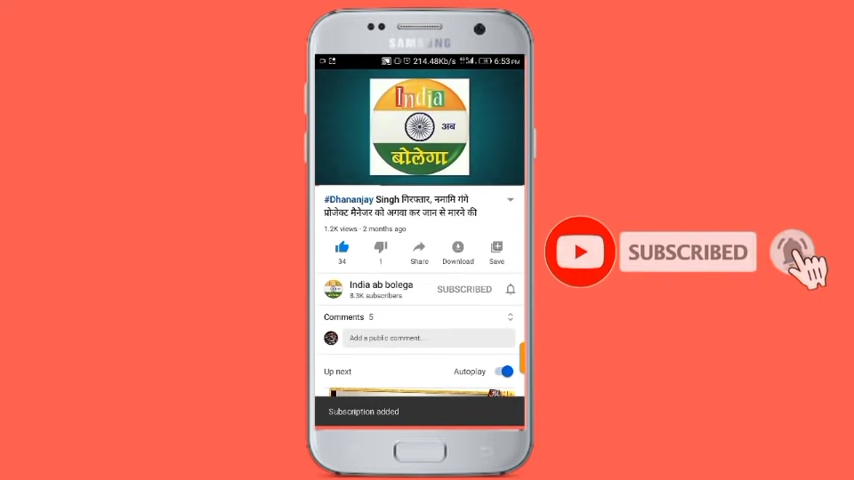 SAMSUNG
214.48Kb/s 6:53PM
India
अब
बोलेगा
#Dhananjay Singh गिरफ्तार, नमामि गंगे
प्रोजेक्ट मैनेजर को अगवा कर जान से मारने की
1.2K views · 2 months ago
34 1 Share Download Save
India ab bolega
8.3K subscribers
SUBSCRIBED
Comments 5
Add a public comment...
Up next Autoplay
Subscription added
SUBSCRIBED